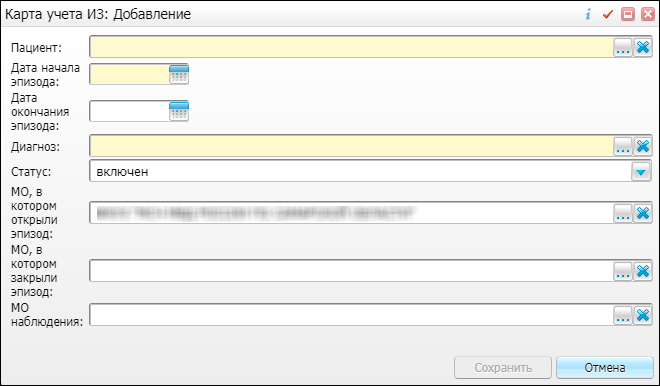 Карта учета ИЗ: Добавление
Пациент:
Дата начала
эпизода:
Дата
окончания
эпизода:
Диагноз:
Статус:
включен
МО, в
котором
открыли
эпизод:
МО, в
котором
закрыли
эпизод:
МО
наблюдения:
Сохранить
Отмена